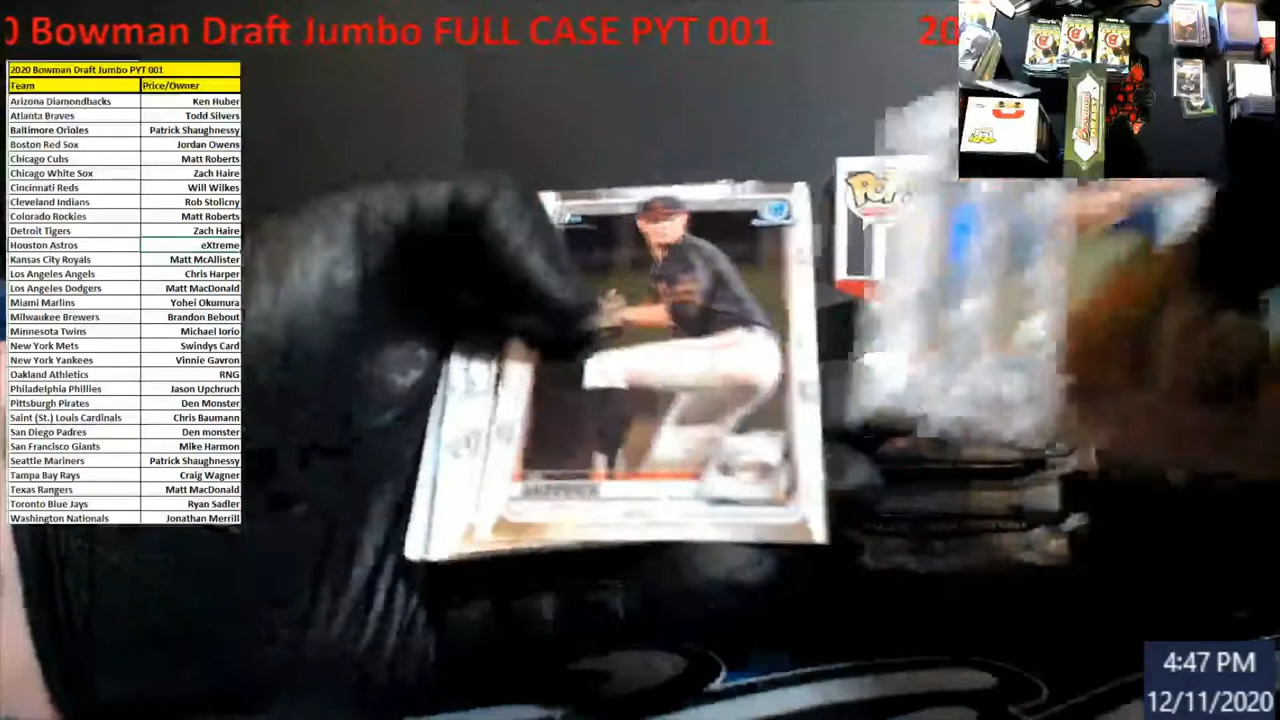 0 Bowman Draft Jumbo FULL CASE PYT 001 20
2020 Bowman Draft Jumbo PYT 001
Team Price/Owner
Arizona Diamondbacks Ken Huber
Atlanta Braves Todd Silvers
Baltimore Orioles Patrick Shaughnessy
Boston Red Sox Jordan Owens
Chicago Cubs Matt Roberts
Chicago White Sox Zach Haire
Cincinnati Reds Will Wilkes
Cleveland Indians Rob Stolicny
Colorado Rockies Matt Roberts
Detroit Tigers Zach Haire
Houston Astros eXtreme
Kansas City Royals Matt McAllister
Los Angeles Angels Chris Harper
Los Angeles Dodgers Matt MacDonald
Miami Marlins Yohei Okumura
Milwaukee Brewers Brandon Bebout
Minnesota Twins Michael Iorio
New York Mets Swindys Card
New York Yankees Vinnie Gavron
Oakland Athletics RNG
Philadelphia Phillies Jason Upchruch
Pittsburgh Pirates Den Monster
Saint (St.) Louis Cardinals Chris Baumann
San Diego Padres Den monster
San Francisco Giants Mike Harmon
Seattle Mariners Patrick Shaughnessy
Tampa Bay Rays Craig Wagner
Texas Rangers Matt MacDonald
Toronto Blue Jays Ryan Sadler
Washington Nationals Jonathan Merrill
4:47 PM
12/11/2020